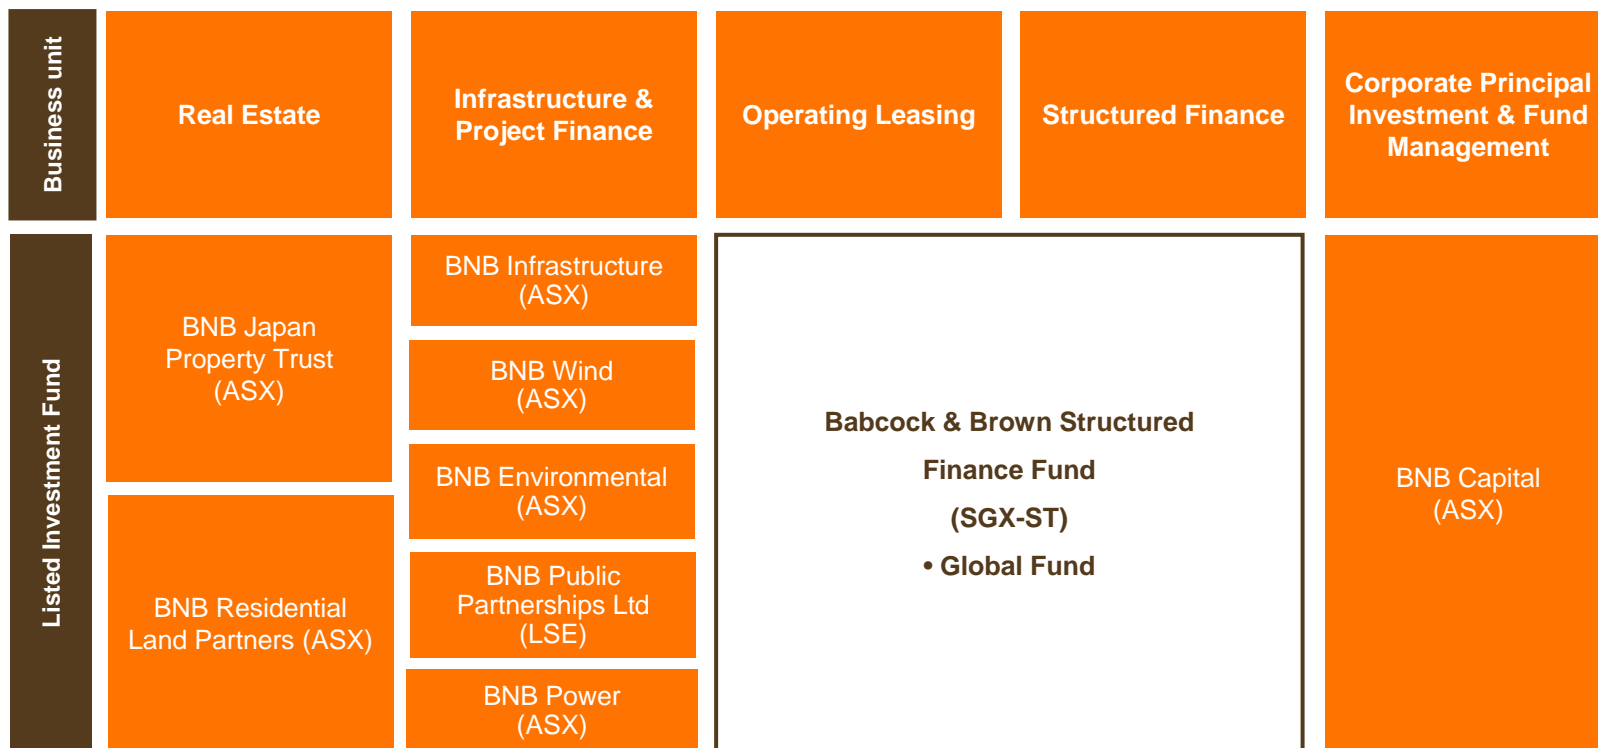 Business unit
Real Estate
Infrastructure &
Project Finance
Operating Leasing
Structured Finance
Corporate Principal
Investment & Fund
Management
Listed Investment Fund
BNB Japan
Property Trust
(ASX)
BNB Residential
Land Partners (ASX)
BNB Infrastructure
(ASX)
BNB Wind
(ASX)
BNB Environmental
(ASX)
BNB Public
Partnerships Ltd
(LSE)
BNB Power
(ASX)
Babcock & Brown Structured
Finance Fund
(SGX-ST)
• Global Fund
BNB Capital
(ASX)